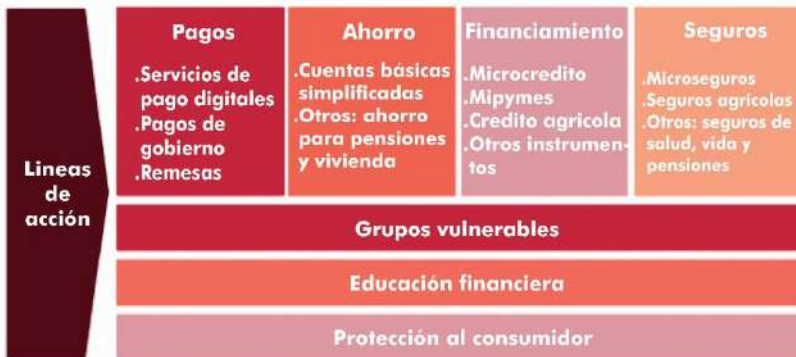 Lineas
de
acción
Pagos
.Servicios de
pago digitales
.Pagos de
gobierno
.Remesas
Ahorro
.Cuentas básicas
simplificadas
.Otros: ahorro
para pensiones
y vivienda
Financiamiento
.Microcredito
.Mipymes
.Credito agricola
.Otros instrumen-
tos
Seguros
.Microseguros
.Seguros agrícolas
.Otros: seguros de
salud, vida y
pensiones
Grupos vulnerables
Educación financiera
Protección al consumidor